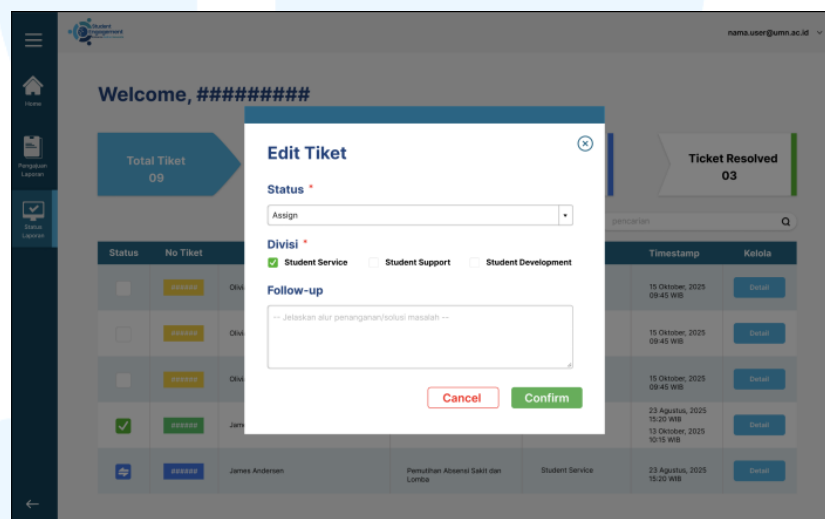 Student
Engagement
nama.user@umn.ac.id
Home
Pengajuan
Laporan
Status
Laporan
Welcome, #########
Total Tiket
09
Ticket Resolved
03
pencarian
Status No Tiket Timestamp Kelola
###### Olivi 15 Oktober, 2025
09:45 WIB Detail
###### Olivi 15 Oktober, 2025
09:45 WIB Detail
###### Olivi 15 Oktober, 2025
09:45 WIB Detail
###### Jame 23 Agustus, 2025
15:20 WIB
13 Oktober, 2025
10:15 WIB Detail
###### James Andersen Pemutihan Absensi Sakit dan
Lomba Student Service 23 Agustus, 2025
15:20 WIB Detail
Edit Tiket
Status *
Assign
Divisi *
Student Service Student Support Student Development
Follow-up
-- Jelaskan alur penanganan/solusi masalah --
Cancel Confirm